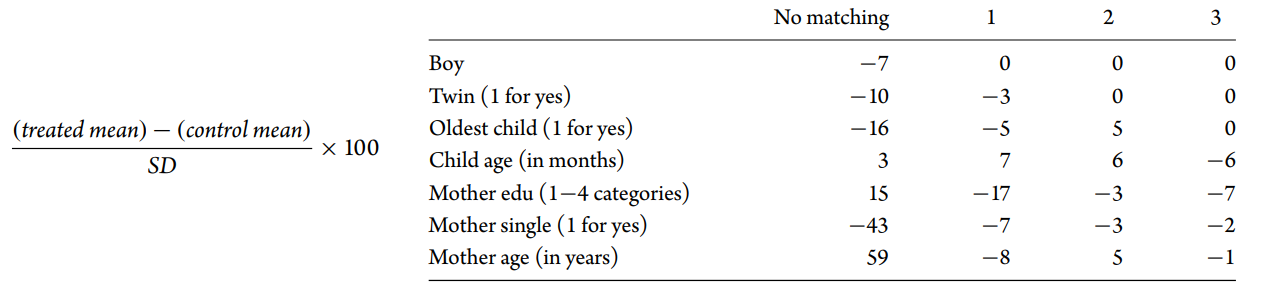 (treated mean) − (control mean) / SD × 100
No matching 1 2 3
Boy −7 0 0 0
Twin (1 for yes) −10 −3 0 0
Oldest child (1 for yes) −16 −5 5 0
Child age (in months) 3 7 6 −6
Mother edu (1−4 categories) 15 −17 −3 −7
Mother single (1 for yes) −43 −7 −3 −2
Mother age (in years) 59 −8 5 −1